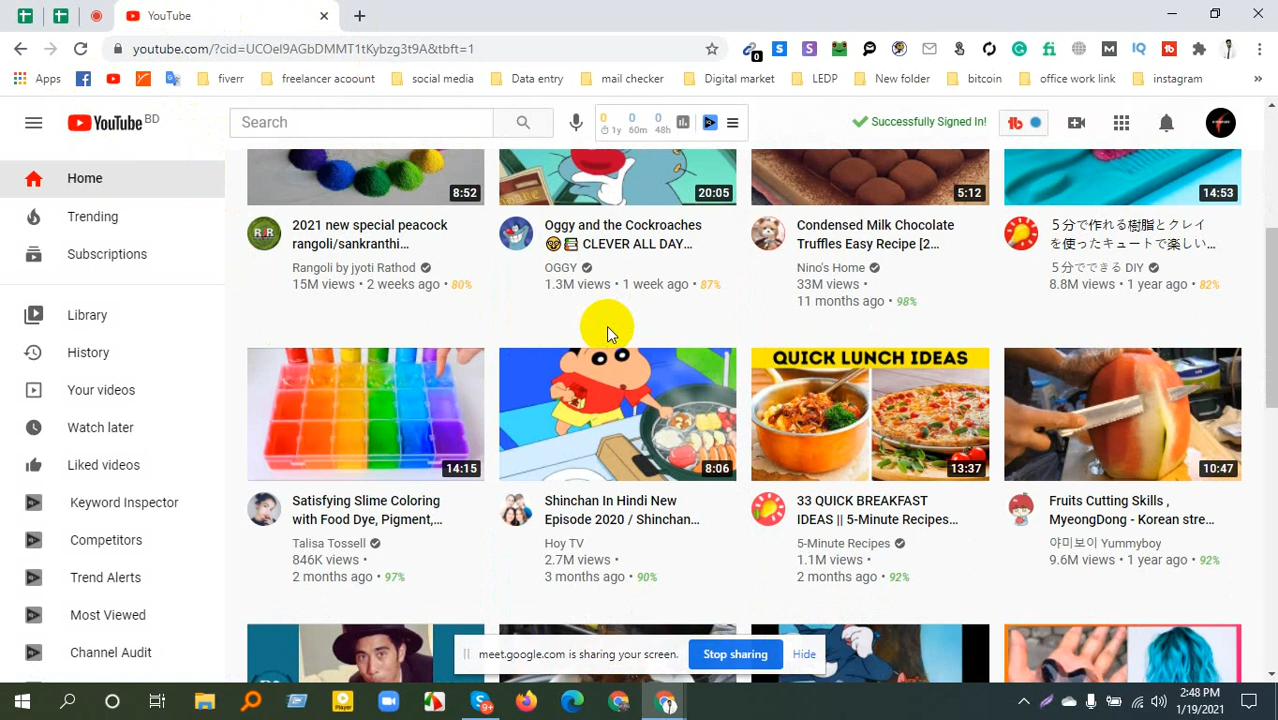 YouTube
youtube.com/?cid=UCOeI9AGbDMMT1tKybzg3t9A&tbft=1
0
Apps
fiverr
freelancer acount
social media
Data entry
mail checker
Digital market
LEDP
New folder
bitcoin
office work link
instagram
»
YouTube BD
Search
0 0 0
1y 60m 48h
Successfully Signed In!
Home
Trending
Subscriptions
Library
History
Your videos
Watch later
Liked videos
Keyword Inspector
Competitors
Trend Alerts
Most Viewed
Channel Audit
8:52
20:05
5:12
14:53
2021 new special peacock
rangoli/sankranthi...
Rangoli by jyoti Rathod
15M views • 2 weeks ago • 80%
Oggy and the Cockroaches
CLEVER ALL DAY...
OGGY
1.3M views • 1 week ago • 87%
Condensed Milk Chocolate
Truffles Easy Recipe [2...
Nino's Home
33M views •
11 months ago • 98%
５分で作れる樹脂とクレイ
を使ったキュートで楽しい...
５分でできる DIY
8.8M views • 1 year ago • 82%
14:15
8:06
QUICK LUNCH IDEAS
13:37
10:47
Satisfying Slime Coloring
with Food Dye, Pigment,...
Talisa Tossell
846K views •
2 months ago • 97%
Shinchan In Hindi New
Episode 2020 / Shinchan...
Hoy TV
2.7M views •
3 months ago • 90%
33 QUICK BREAKFAST
IDEAS || 5-Minute Recipes...
5-Minute Recipes
1.1M views •
2 months ago • 92%
Fruits Cutting Skills ,
MyeongDong - Korean stre...
야미보이 Yummyboy
9.6M views • 1 year ago • 92%
meet.google.com is sharing your screen.
Stop sharing
Hide
2:48 PM
1/19/2021